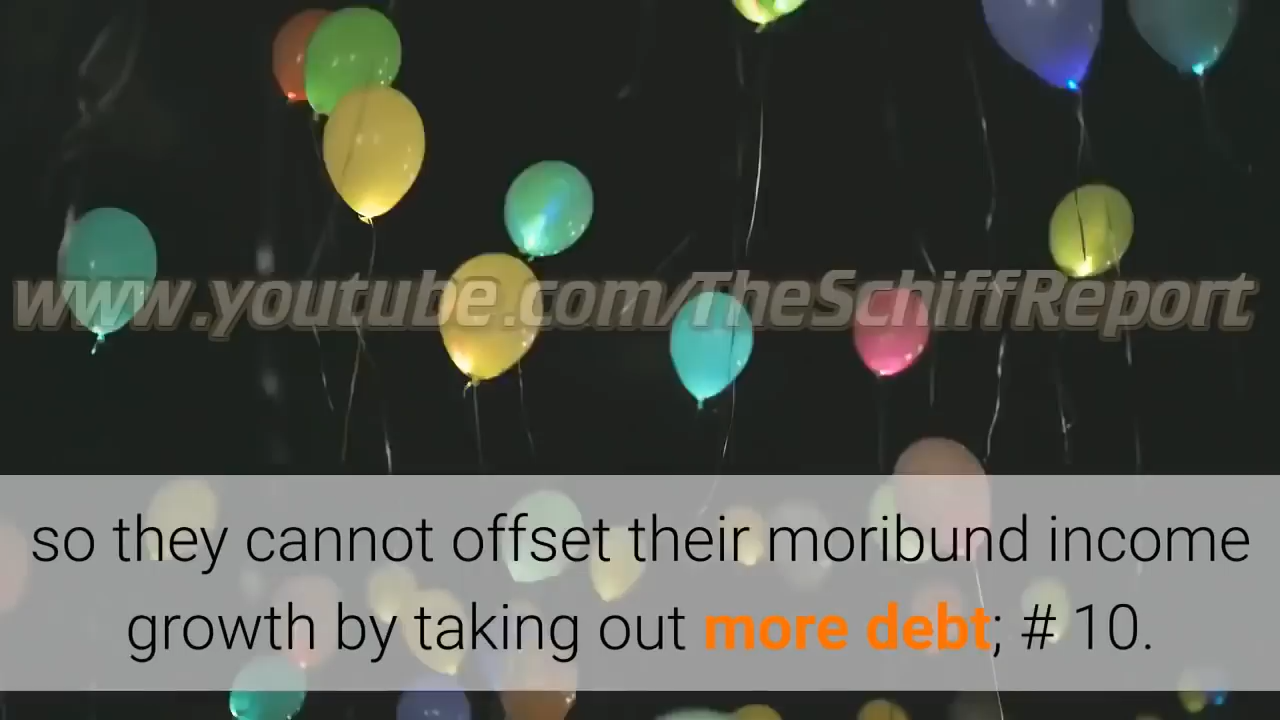 www.youtube.com/TheSchiffReport
so they cannot offset their moribund income
growth by taking out more debt; # 10.